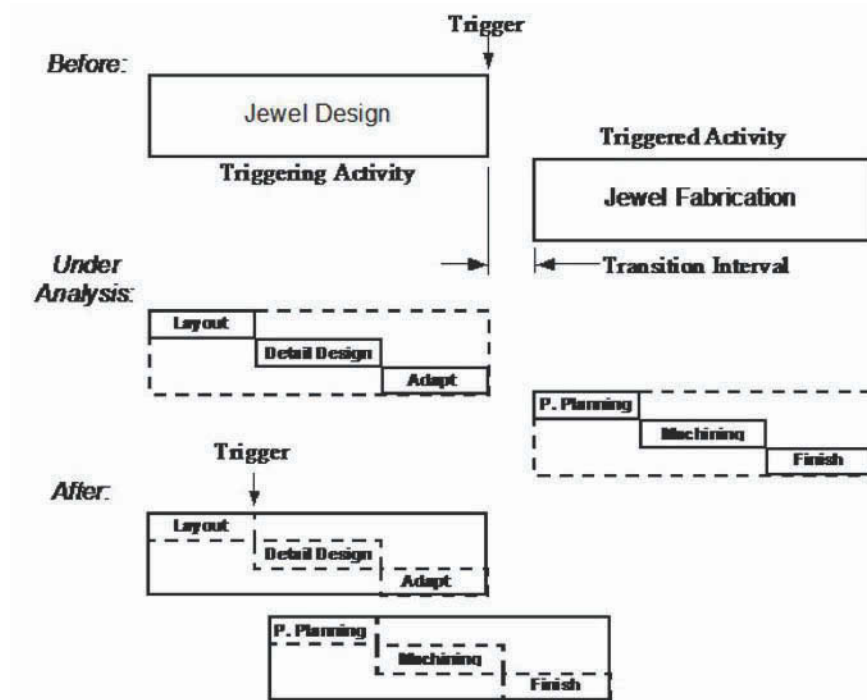 Trigger
Before:
Jewel Design
Triggered Activity
Triggering Activity
Jewel Fabrication
Under
Analysis:
Transition Interval
Layout
Detail Design
Adapt
P. Planning
Machining
Finish
Trigger
After:
Layout
Detail Design
Adapt
P. Planning
Machining
Finish